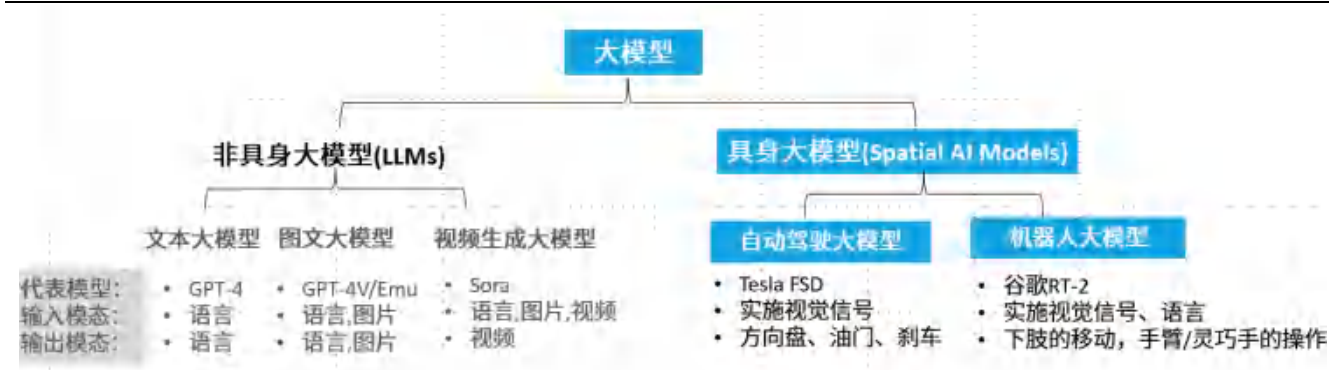 大模型
非具身大模型(LLMs)
具身大模型(Spatial AI Models)
文本大模型 图文大模型 视频生成大模型 自动驾驶大模型 机器人大模型
代表模型： • GPT-4 • GPT-4V/Emu • Sora • Tesla FSD • 谷歌RT-2
输入模态： • 语言 • 语言,图片 • 语言,图片,视频 • 实施视觉信号 • 实施视觉信号、语言
输出模态： • 语言 • 语言,图片 • 视频 • 方向盘、油门、刹车 • 下肢的移动，手臂/灵巧手的操作